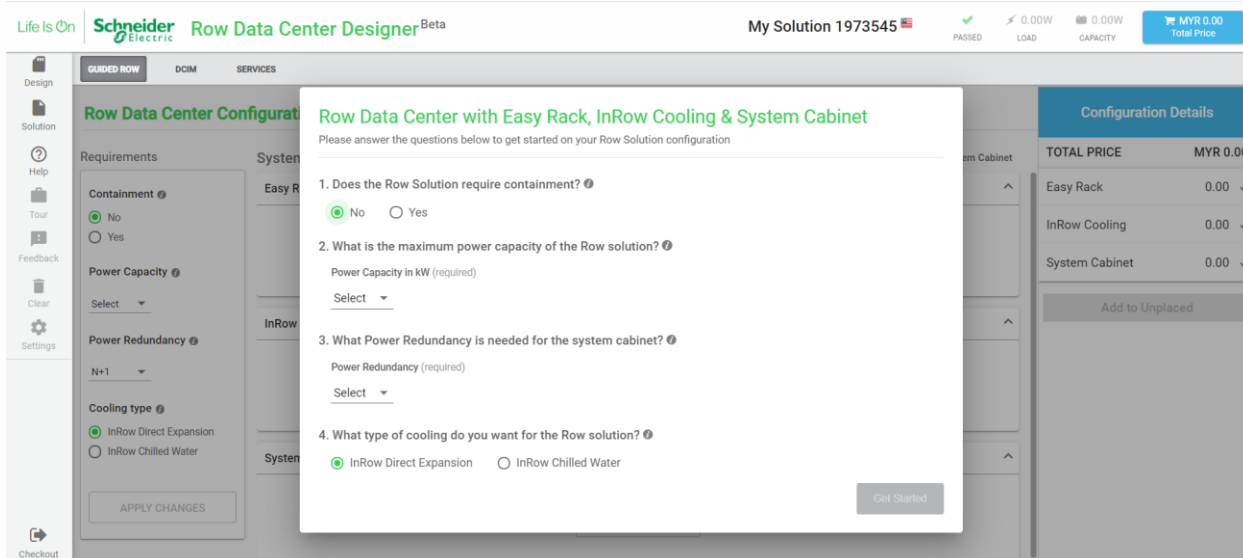 Life Is On
Schneider
Electric
Row Data Center Designer Beta
My Solution 1973545
PASSED
0.00W
LOAD
0.00W
CAPACITY
MYR 0.00
Total Price
Design
Solution
Help
Tour
Feedback
Clear
Settings
Checkout
GUIDED ROW
DCIM
SERVICES
Row Data Center Configurati
Requirements
Containment
No
Yes
Power Capacity
Select
Power Redundancy
N+1
Cooling type
InRow Direct Expansion
InRow Chilled Water
APPLY CHANGES
System
Easy R
InRow
System
em Cabinet
Row Data Center with Easy Rack, InRow Cooling & System Cabinet
Please answer the questions below to get started on your Row Solution configuration
1. Does the Row Solution require containment?
No Yes
2. What is the maximum power capacity of the Row solution?
Power Capacity in kW (required)
Select
3. What Power Redundancy is needed for the system cabinet?
Power Redundancy (required)
Select
4. What type of cooling do you want for the Row solution?
InRow Direct Expansion InRow Chilled Water
Get Started
Configuration Details
TOTAL PRICE MYR 0.00
Easy Rack 0.00
InRow Cooling 0.00
System Cabinet 0.00
Add to Unplaced